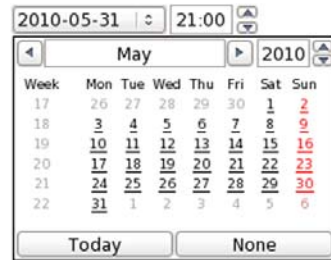 2010-05-31 21:00
May 2010
Week Mon Tue Wed Thu Fri Sat Sun
17 26 27 28 29 30 1 2
18 3 4 5 6 7 8 9
19 10 11 12 13 14 15 16
20 17 18 19 20 21 22 23
21 24 25 26 27 28 29 30
22 31 1 2 3 4 5 6
Today None